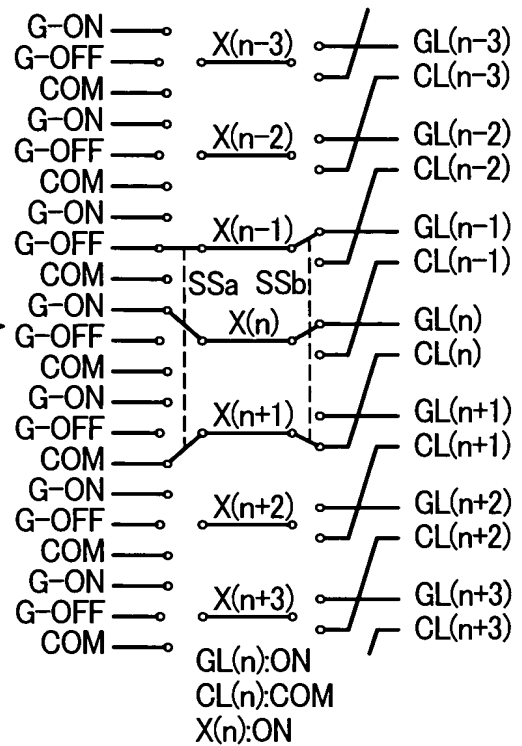 G-ON
G-OFF X(n-3) GL(n-3)
COM CL(n-3)
G-ON
G-OFF X(n-2) GL(n-2)
COM CL(n-2)
G-ON
G-OFF X(n-1) GL(n-1)
COM SSa SSb CL(n-1)
G-ON
G-OFF X(n) GL(n)
COM CL(n)
G-ON
G-OFF X(n+1) GL(n+1)
COM CL(n+1)
G-ON
G-OFF X(n+2) GL(n+2)
COM CL(n+2)
G-ON
G-OFF X(n+3) GL(n+3)
COM CL(n+3)
GL(n):ON
CL(n):COM
X(n):ON